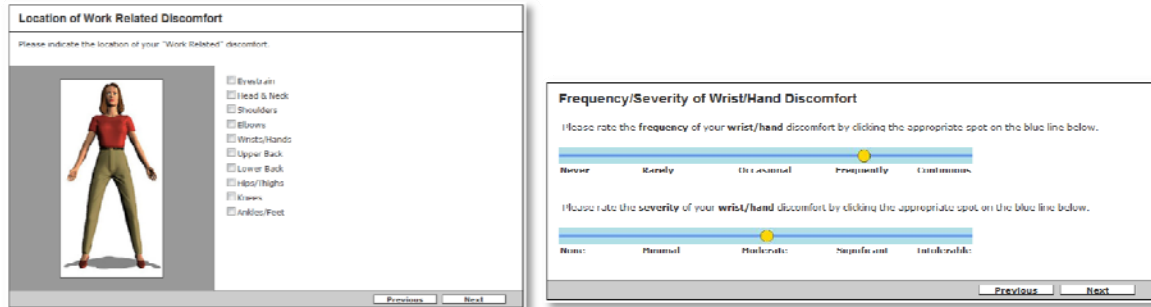 Location of Work Related Discomfort
Please indicate the location of your "Work Related" discomfort.
Eyestrain
Head & Neck
Shoulders
Elbows
Wrists/Hands
Upper Back
Lower Back
Hips/Thighs
Knees
Ankles/Feet
Previous Next
Frequency/Severity of Wrist/Hand Discomfort
Please rate the frequency of your wrist/hand discomfort by clicking the appropriate spot on the blue line below.
Never Rarely Occasional Frequently Continuous
Please rate the severity of your wrist/hand discomfort by clicking the appropriate spot on the blue line below.
None Minimal Moderate Significant Intolerable
Previous Next